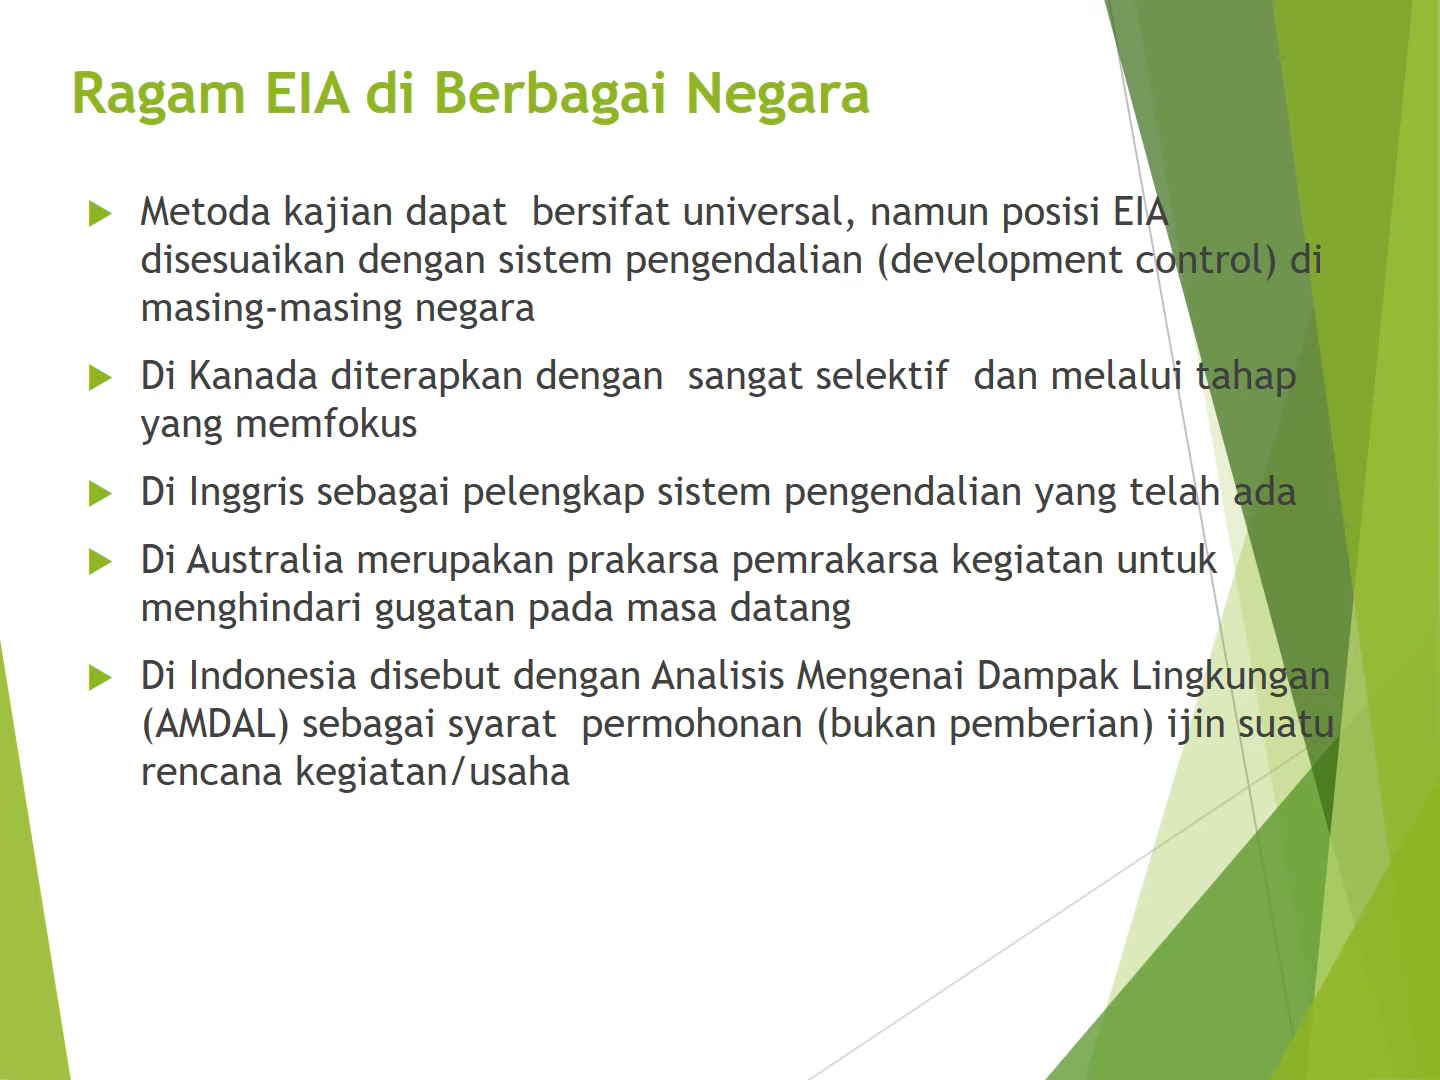 Ragam EIA di Berbagai Negara
Metoda kajian dapat  bersifat universal, namun posisi EIA
disesuaikan dengan sistem pengendalian (development control) di
masing-masing negara
Di Kanada diterapkan dengan  sangat selektif  dan melalui tahap
yang memfokus
Di Inggris sebagai pelengkap sistem pengendalian yang telah ada
Di Australia merupakan prakarsa pemrakarsa kegiatan untuk
menghindari gugatan pada masa datang
Di Indonesia disebut dengan Analisis Mengenai Dampak Lingkungan
(AMDAL) sebagai syarat  permohonan (bukan pemberian) ijin suatu
rencana kegiatan/usaha